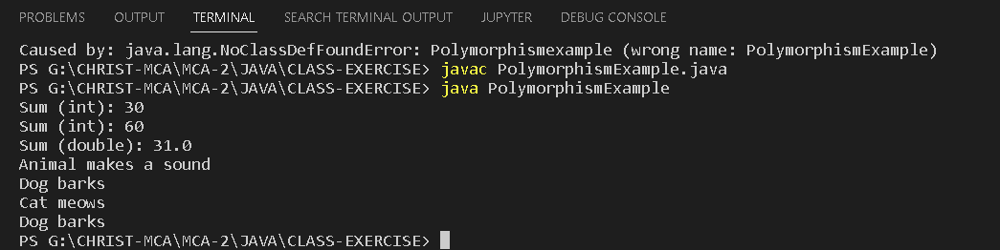 PROBLEMS OUTPUT TERMINAL SEARCH TERMINAL OUTPUT JUPYTER DEBUG CONSOLE
Caused by: java.lang.NoClassDefFoundError: Polymorphismexample (wrong name: PolymorphismExample)
PS G:\CHRIST-MCA\MCA-2\JAVA\CLASS-EXERCISE> javac PolymorphismExample.java
PS G:\CHRIST-MCA\MCA-2\JAVA\CLASS-EXERCISE> java PolymorphismExample
Sum (int): 30
Sum (int): 60
Sum (double): 31.0
Animal makes a sound
Dog barks
Cat meows
Dog barks
PS G:\CHRIST-MCA\MCA-2\JAVA\CLASS-EXERCISE>